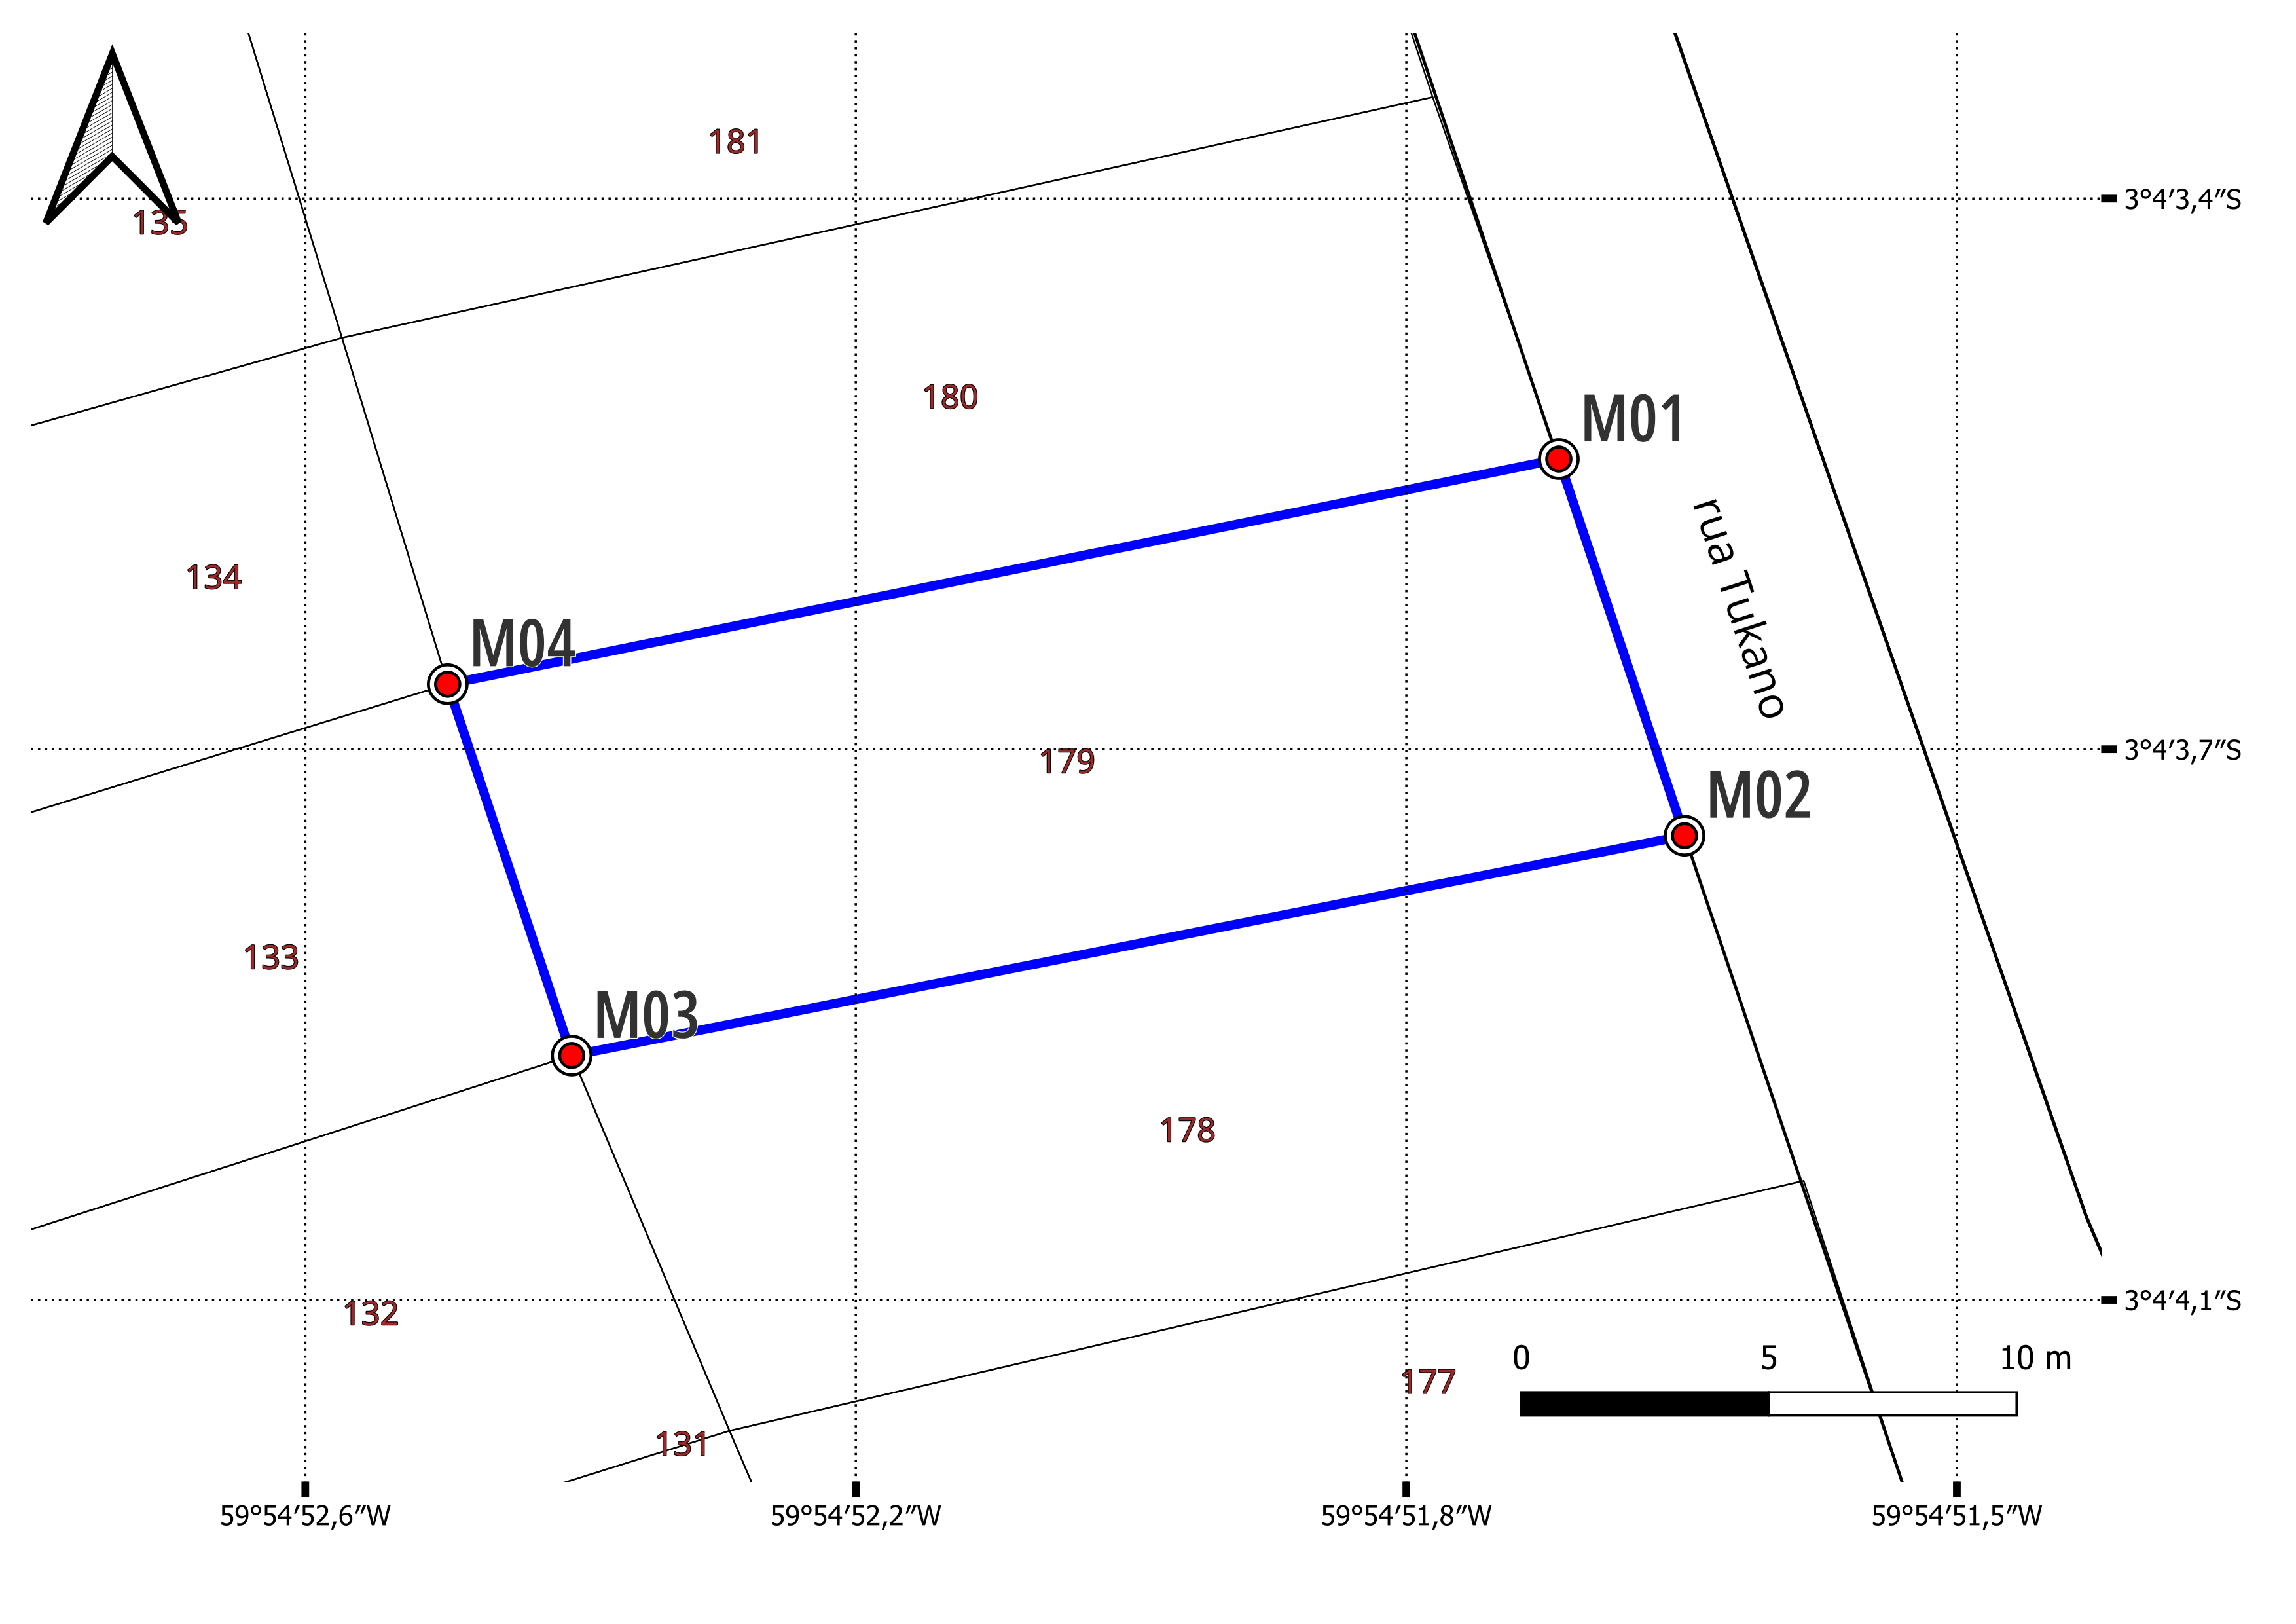 181
3°4′3,4″S
135
180
M01
rua Tukano
134
M04
3°4′3,7″S
179
M02
133
M03
178
3°4′4,1″S
132
0 5 10 m
177
131
59°54′52,6″W 59°54′52,2″W 59°54′51,8″W 59°54′51,5″W